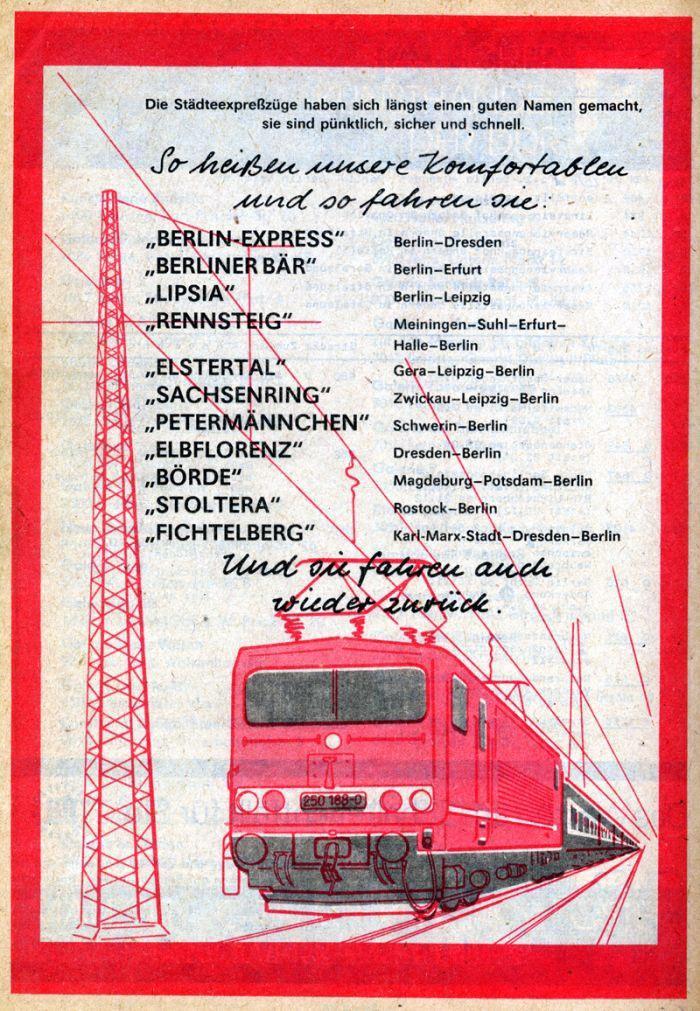 Die Städteexpreßzüge haben sich längst einen guten Namen gemacht,
sie sind pünktlich, sicher und schnell.
So heißen unsere Komfortablen
und so fahren sie.
„BERLIN-EXPRESS“ Berlin–Dresden
„BERLINER BÄR“ Berlin–Erfurt
„LIPSIA“ Berlin–Leipzig
„RENNSTEIG“ Meiningen–Suhl–Erfurt–
Halle–Berlin
„ELSTERTAL“ Gera–Leipzig–Berlin
„SACHSENRING“ Zwickau–Leipzig–Berlin
„PETERMÄNNCHEN“ Schwerin–Berlin
„ELBFLORENZ“ Dresden–Berlin
„BÖRDE“ Magdeburg–Potsdam–Berlin
„STOLTERA“ Rostock–Berlin
„FICHTELBERG“ Karl-Marx-Stadt–Dresden–Berlin
Und sie fahren auch
wieder zurück.
250 188-0